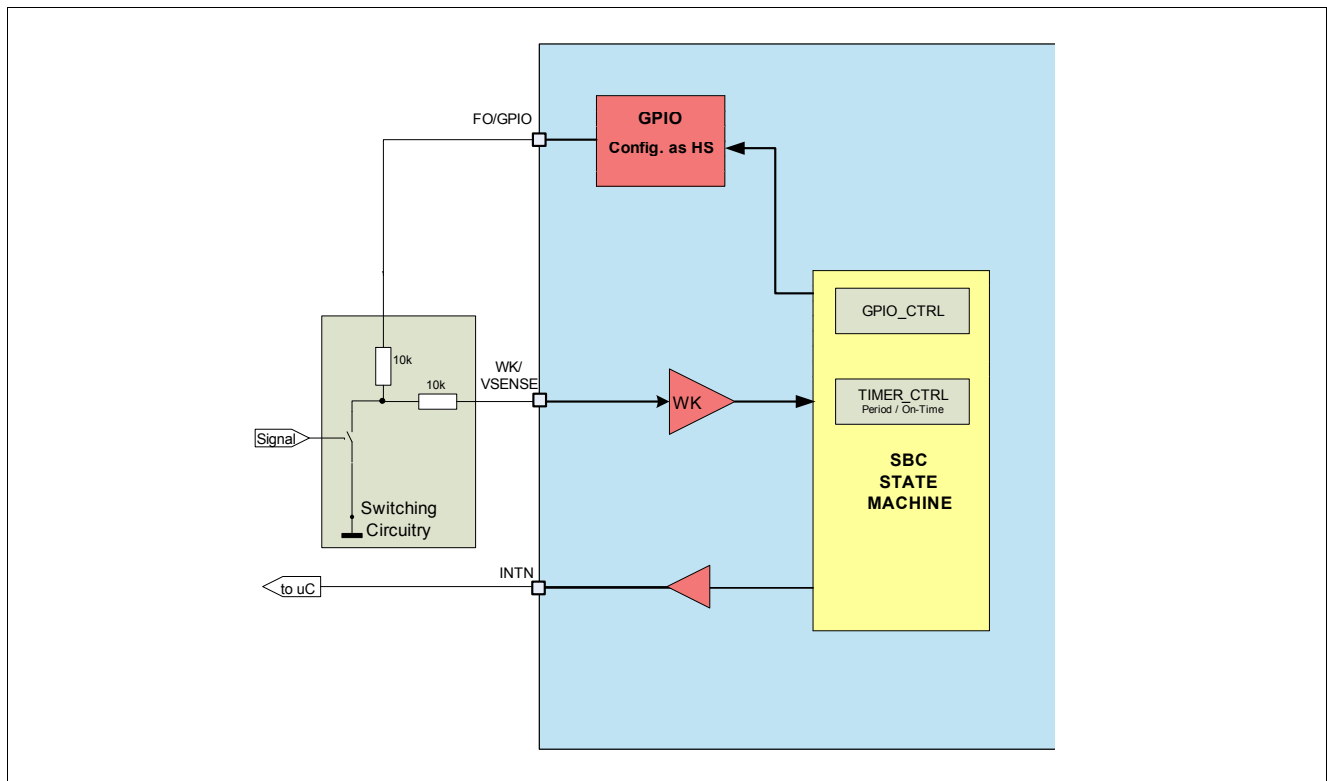 FO/GPIO
GPIO
Config. as HS
GPIO_CTRL
10k
10k
WK/
VSENSE
WK
TIMER_CTRL
Period / On-Time
Signal
SBC
STATE
MACHINE
Switching
Circuitry
INTN
to uC